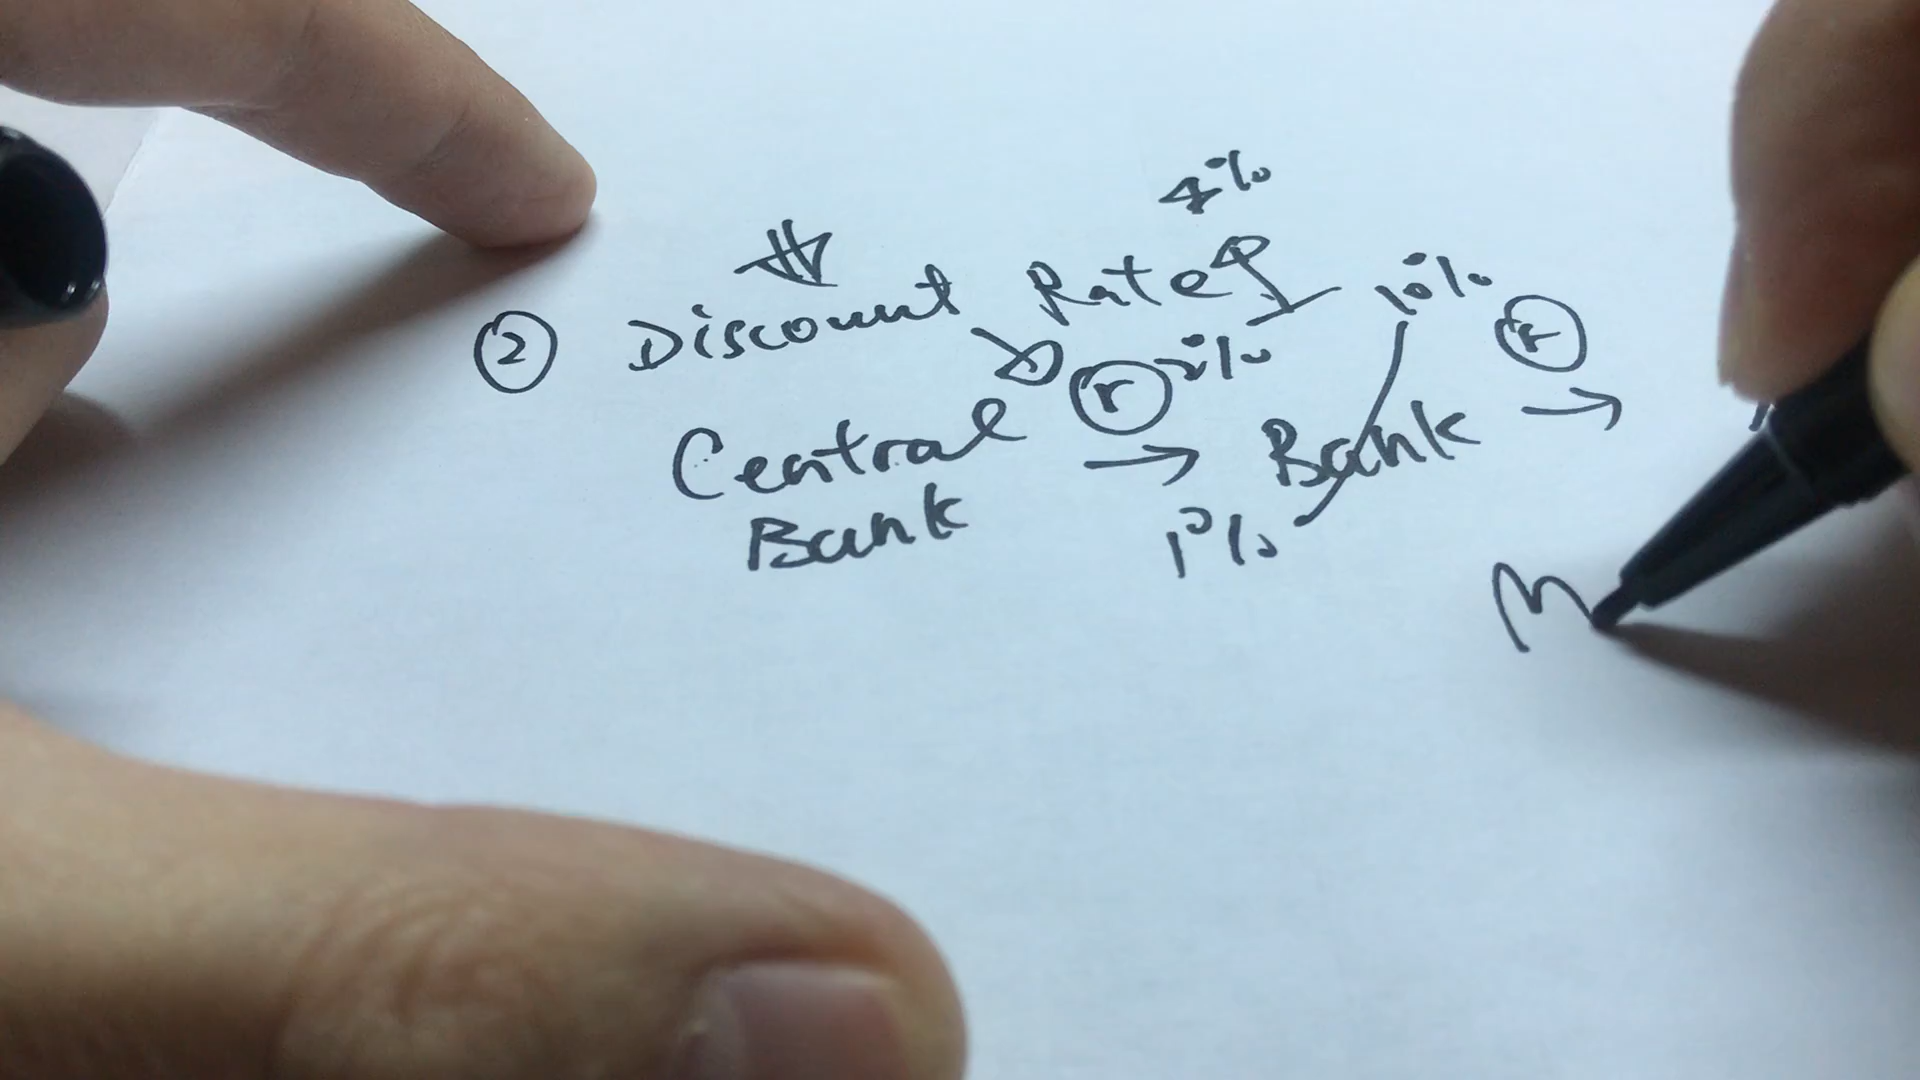 4%
② Discount Rate 10% ⓡ
ⓡ 2%
Central → Bank →
Bank 1%
M